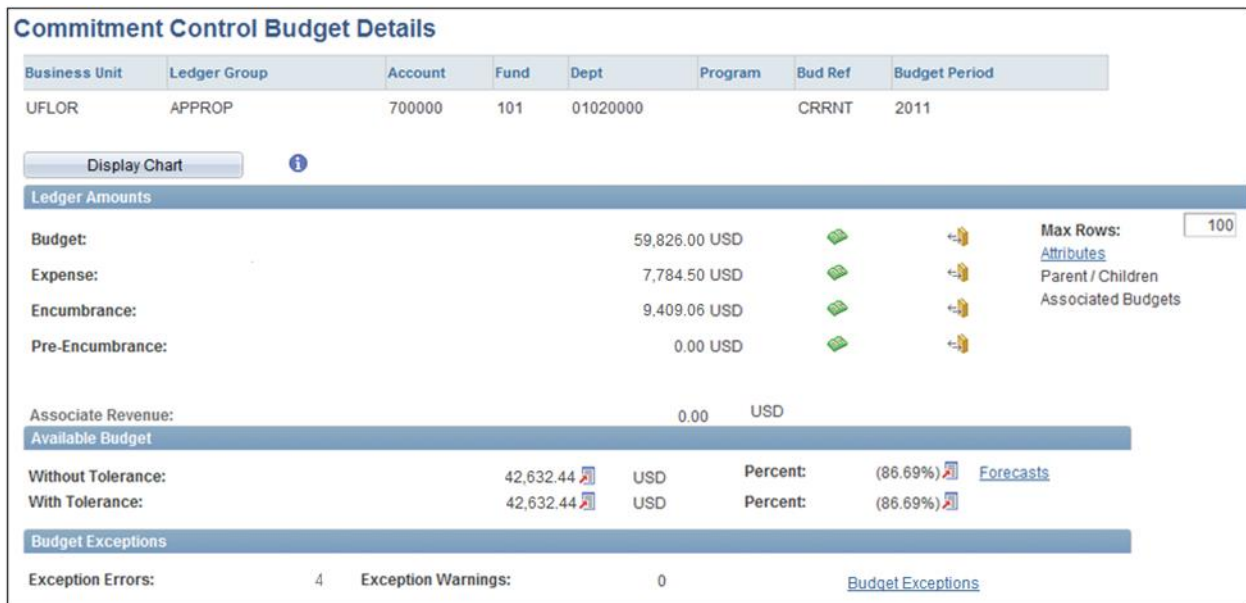 Commitment Control Budget Details
Business Unit Ledger Group Account Fund Dept Program Bud Ref Budget Period
UFLOR APPROP 700000 101 01020000 CRRNT 2011
Display Chart
Ledger Amounts
Budget: 59,826.00 USD Max Rows: 100
Attributes
Expense: 7,784.50 USD Parent / Children
Associated Budgets
Encumbrance: 9,409.06 USD
Pre-Encumbrance: 0.00 USD
Associate Revenue: 0.00 USD
Available Budget
Without Tolerance: 42,632.44 USD Percent: (86.69%) Forecasts
With Tolerance: 42,632.44 USD Percent: (86.69%)
Budget Exceptions
Exception Errors: 4 Exception Warnings: 0 Budget Exceptions